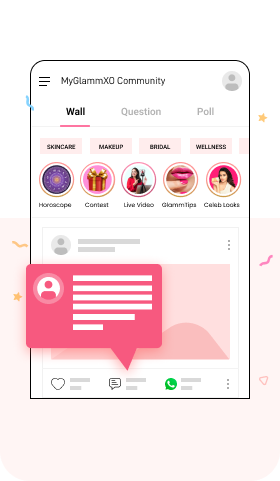 MyGlammXO Community
Wall Question Poll
SKINCARE MAKEUP BRIDAL WELLNESS
Horoscope Contest Live Video GlammTips Celeb Looks